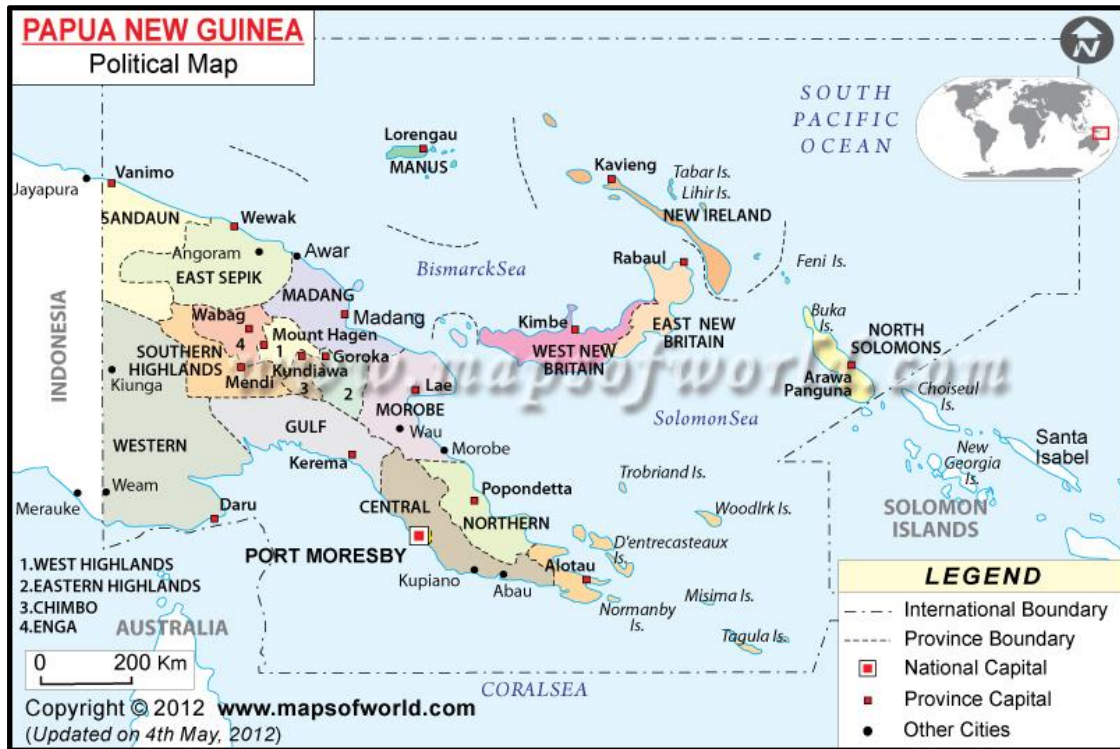 PAPUA NEW GUINEA
Political Map
SOUTH
PACIFIC
OCEAN
Lorengau
MANUS
Kavieng
Tabar Is.
Lihir Is.
NEW IRELAND
Jayapura
Vanimo
SANDAUN
Wewak
Angoram
Awar
EAST SEPIK
Bismarck Sea
Rabaul
Feni Is.
MADANG
Madang
INDONESIA
Wabag
4
1
Mount Hagen
Goroka
SOUTHERN
HIGHLANDS
Mendi
Kundiawa
3
2
Kimbe
WEST NEW
BRITAIN
EAST NEW
BRITAIN
Buka
Is.
NORTH
SOLOMONS
Arawa
Panguna
www.mapsofworld.com
Kiunga
Lae
MOROBE
Wau
Morobe
Solomon Sea
Choiseul
Is.
Santa
Isabel
New
Georgia
Is.
SOLOMON
ISLANDS
WESTERN
GULF
Kerema
Merauke
Weam
Daru
CENTRAL
Popondetta
NORTHERN
Trobriand Is.
Woodlrk Is.
PORT MORESBY
D'entrecasteaux
Is.
Kupiano
Abau
Alotau
Normanby
Is.
Misima Is.
Tagula Is.
1.WEST HIGHLANDS
2.EASTERN HIGHLANDS
3.CHIMBO
4.ENGA
AUSTRALIA
CORALSEA
0 200 Km
Copyright © 2012 www.mapsofworld.com
(Updated on 4th May, 2012)
LEGEND
International Boundary
Province Boundary
National Capital
Province Capital
Other Cities